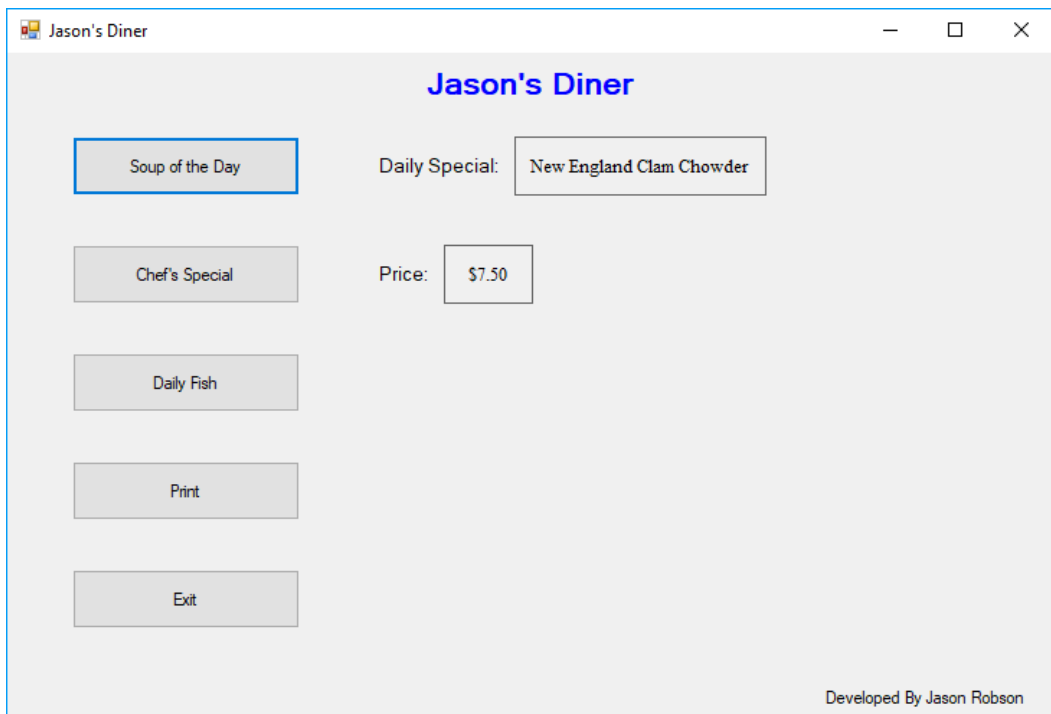 Jason's Diner
Jason's Diner
Soup of the Day
Daily Special:
New England Clam Chowder
Chef's Special
Price:
$7.50
Daily Fish
Print
Exit
Developed By Jason Robson